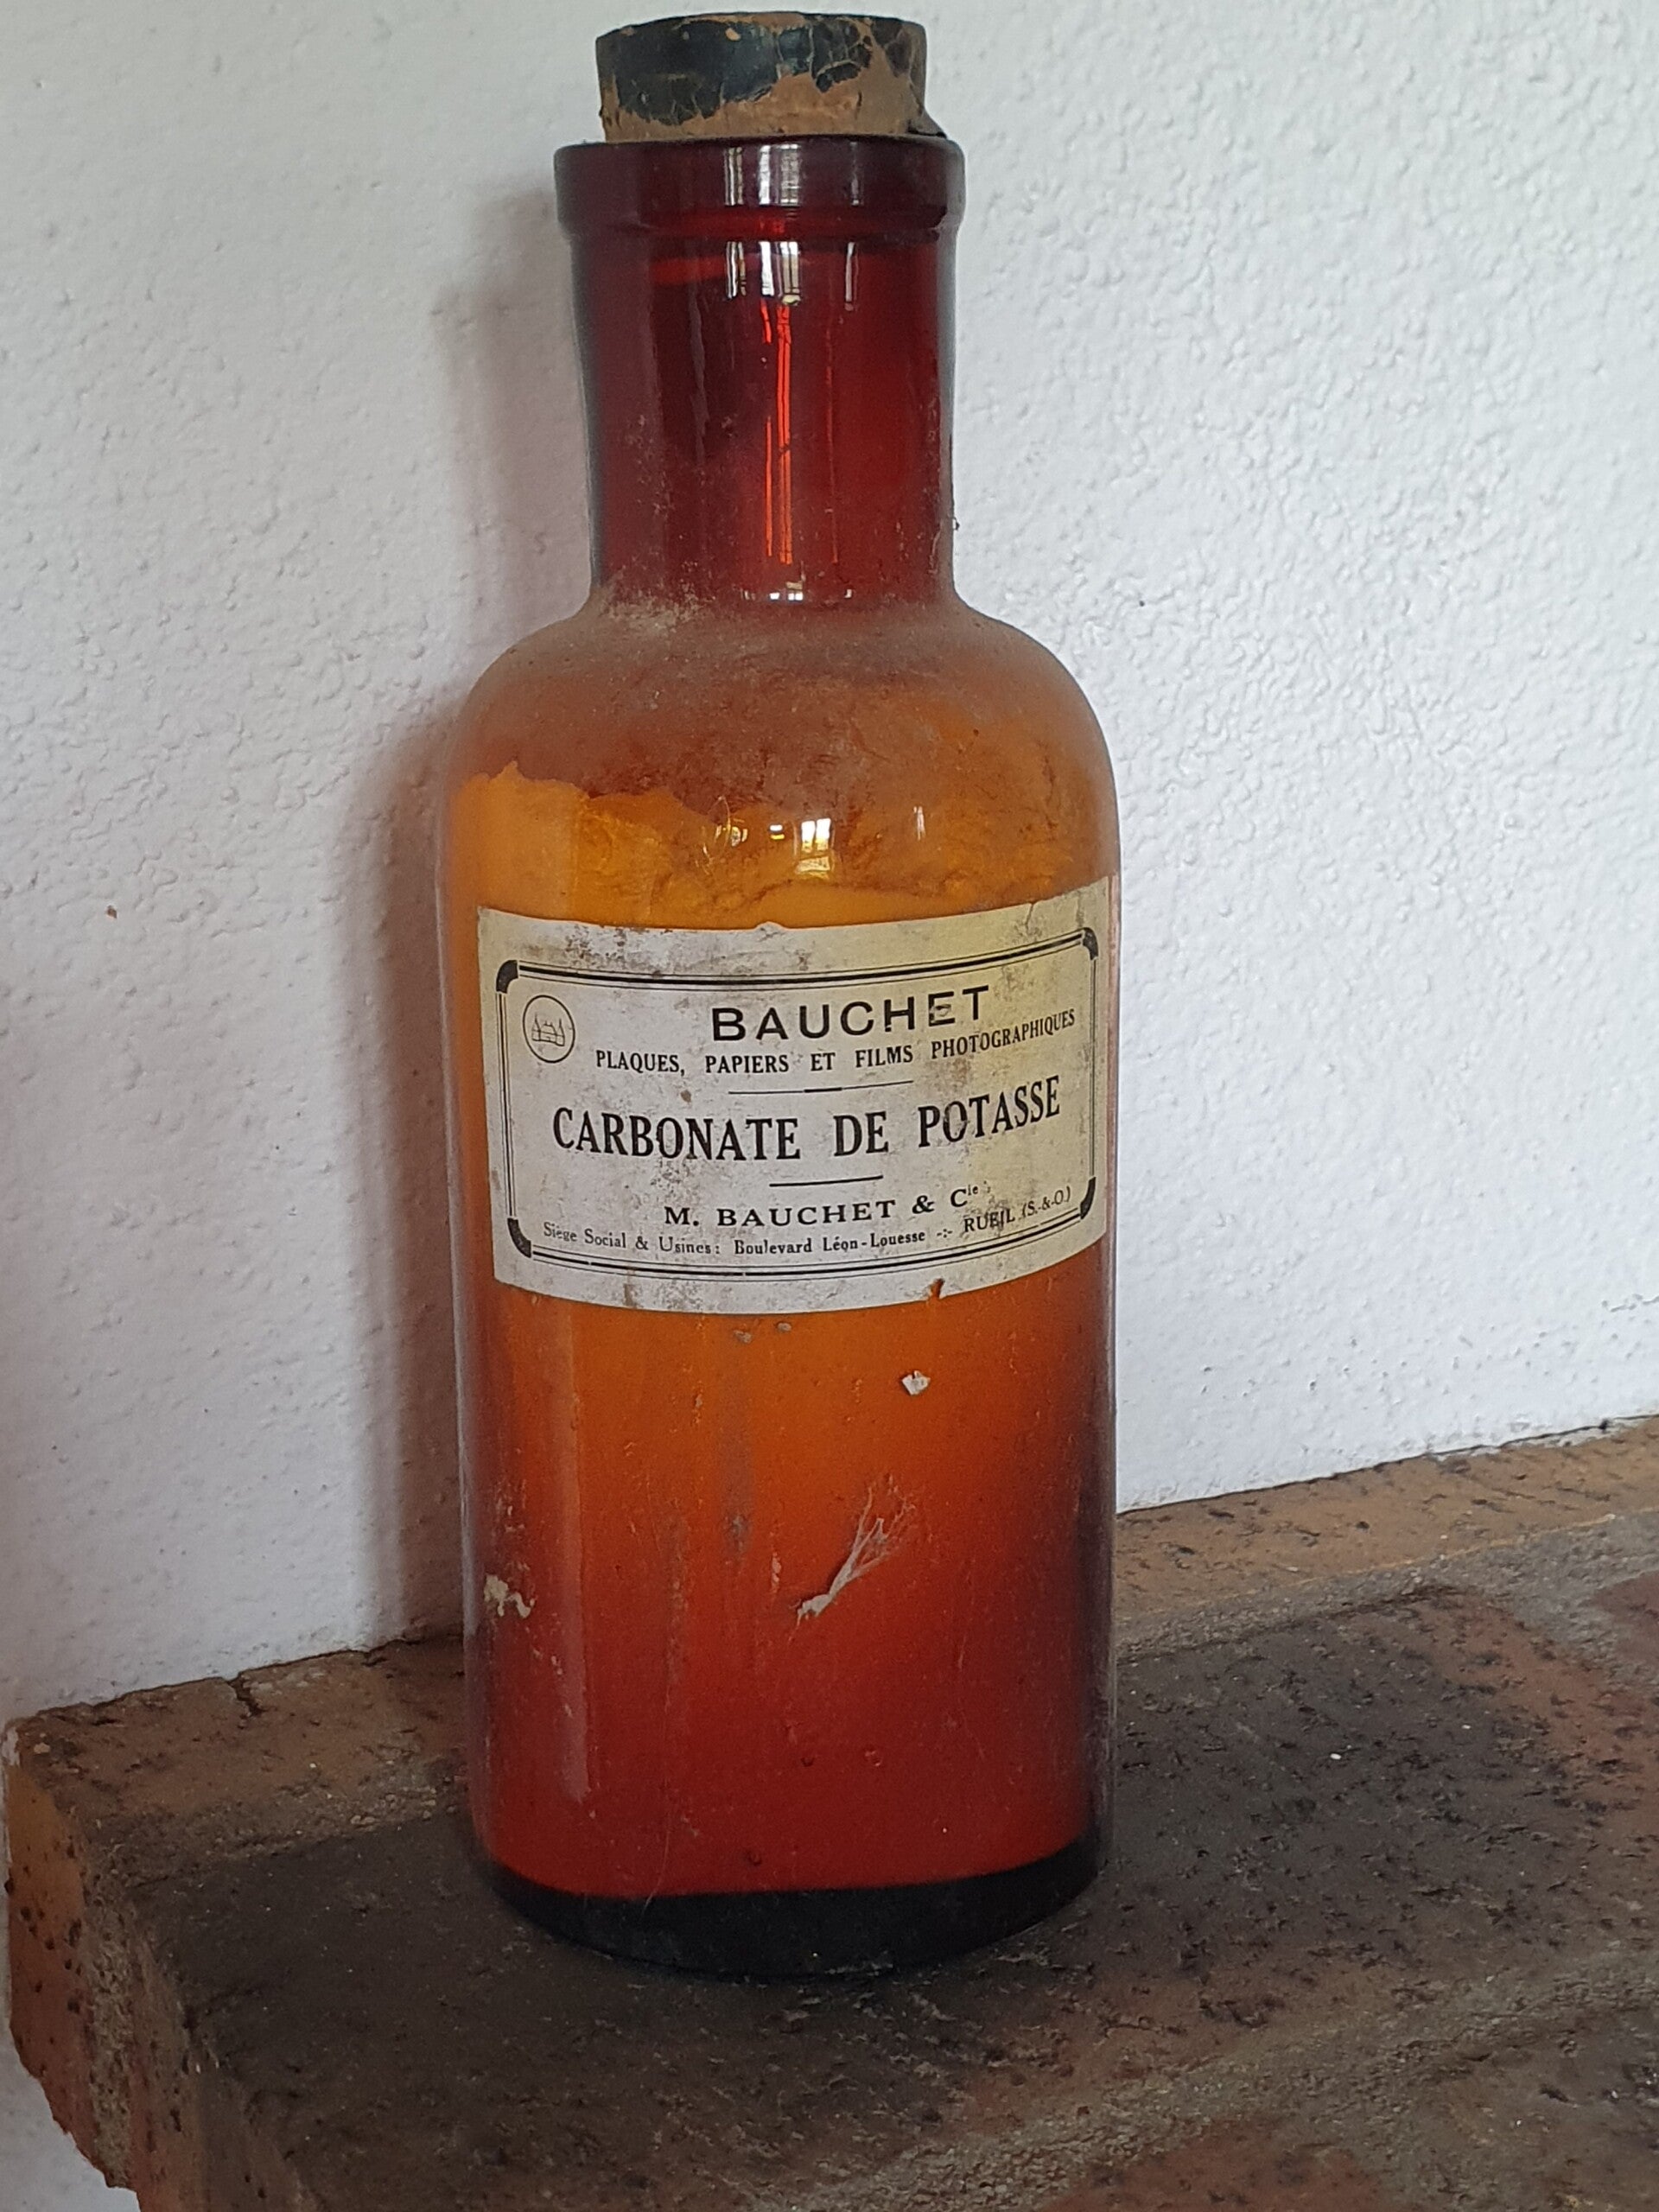 BAUCHET
PLAQUES, PAPIERS ET FILMS PHOTOGRAPHIQUES
CARBONATE DE POTASSE
M. BAUCHET & Cie
Siège Social & Usines : Boulevard Léon-Louesse -:- RUEIL (S.-&-O.)